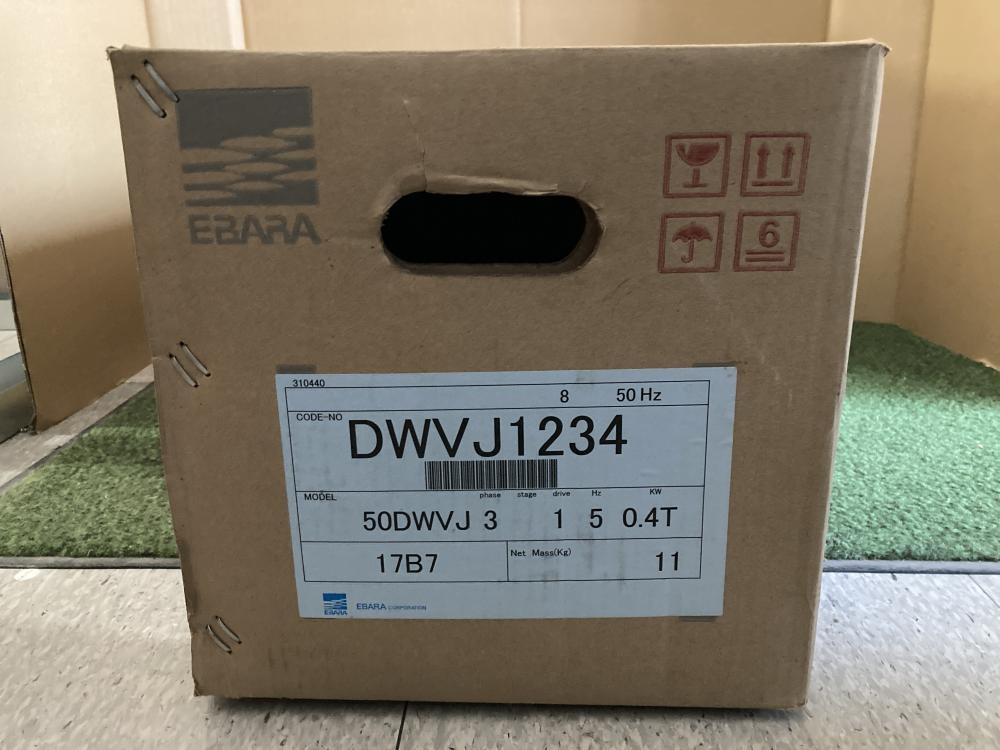 EBARA
6
310440
8 50 Hz
CODE-NO
DWVJ1234
MODEL phase stage drive Hz KW
50DWVJ 3 1 5 0.4T
17B7 Net Mass(Kg) 11
EBARA EBARA CORPORATION